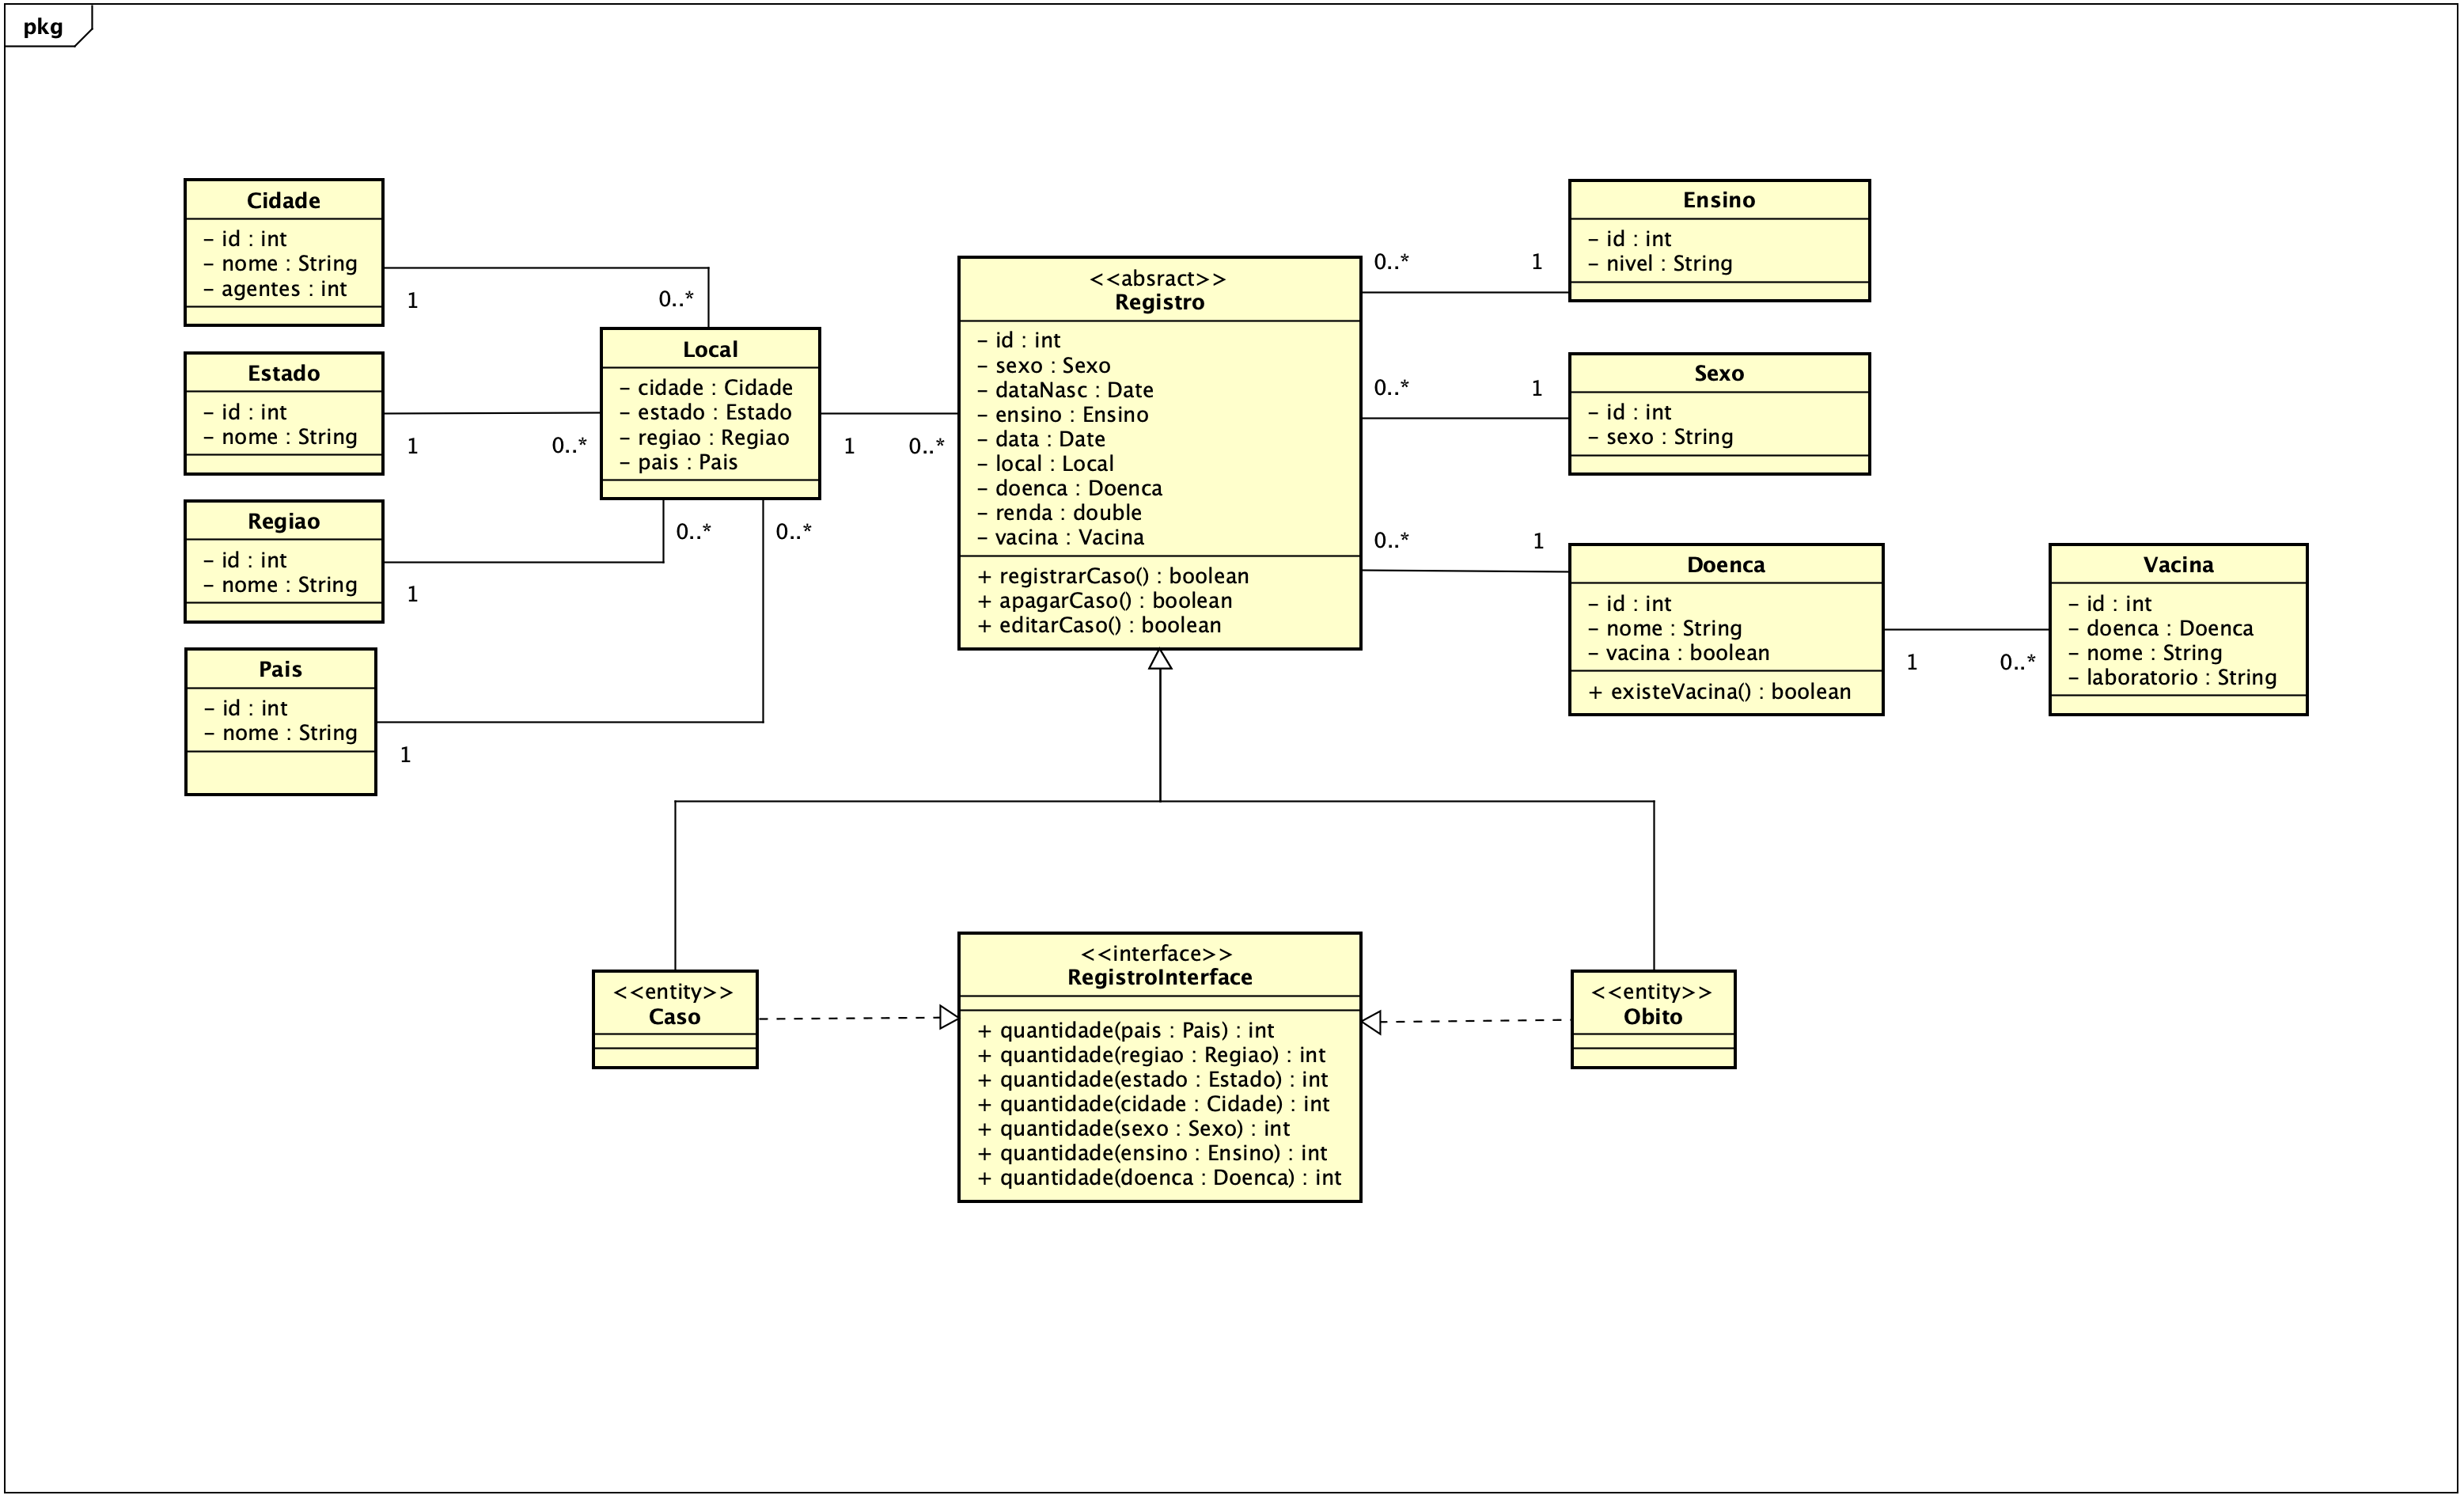 pkg
Cidade
- id : int
- nome : String
- agentes : int
1
0..*
Estado
- id : int
- nome : String
1
0..*
Regiao
- id : int
- nome : String
1
0..*
Pais
- id : int
- nome : String
1
0..*
Local
- cidade : Cidade
- estado : Estado
- regiao : Regiao
- pais : Pais
1
0..*
<<absract>>
Registro
- id : int
- sexo : Sexo
- dataNasc : Date
- ensino : Ensino
- data : Date
- local : Local
- doenca : Doenca
- renda : double
- vacina : Vacina
+ registrarCaso() : boolean
+ apagarCaso() : boolean
+ editarCaso() : boolean
0..*
1
Ensino
- id : int
- nivel : String
0..*
1
Sexo
- id : int
- sexo : String
0..*
1
Doenca
- id : int
- nome : String
- vacina : boolean
+ existeVacina() : boolean
1
0..*
Vacina
- id : int
- doenca : Doenca
- nome : String
- laboratorio : String
<<entity>>
Caso
<<interface>>
RegistroInterface
+ quantidade(pais : Pais) : int
+ quantidade(regiao : Regiao) : int
+ quantidade(estado : Estado) : int
+ quantidade(cidade : Cidade) : int
+ quantidade(sexo : Sexo) : int
+ quantidade(ensino : Ensino) : int
+ quantidade(doenca : Doenca) : int
<<entity>>
Obito